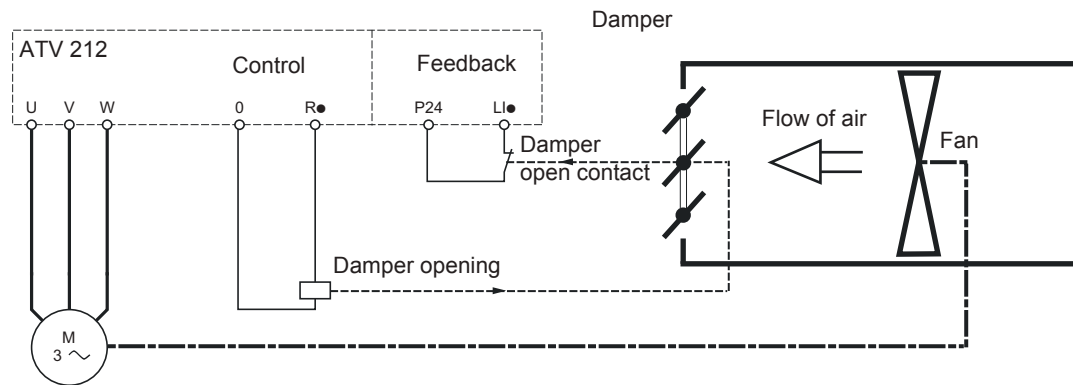 Damper
ATV 212
Control
Feedback
U V W 0 R● P24 LI●
Flow of air
Fan
Damper
open contact
Damper opening
M
3 ~